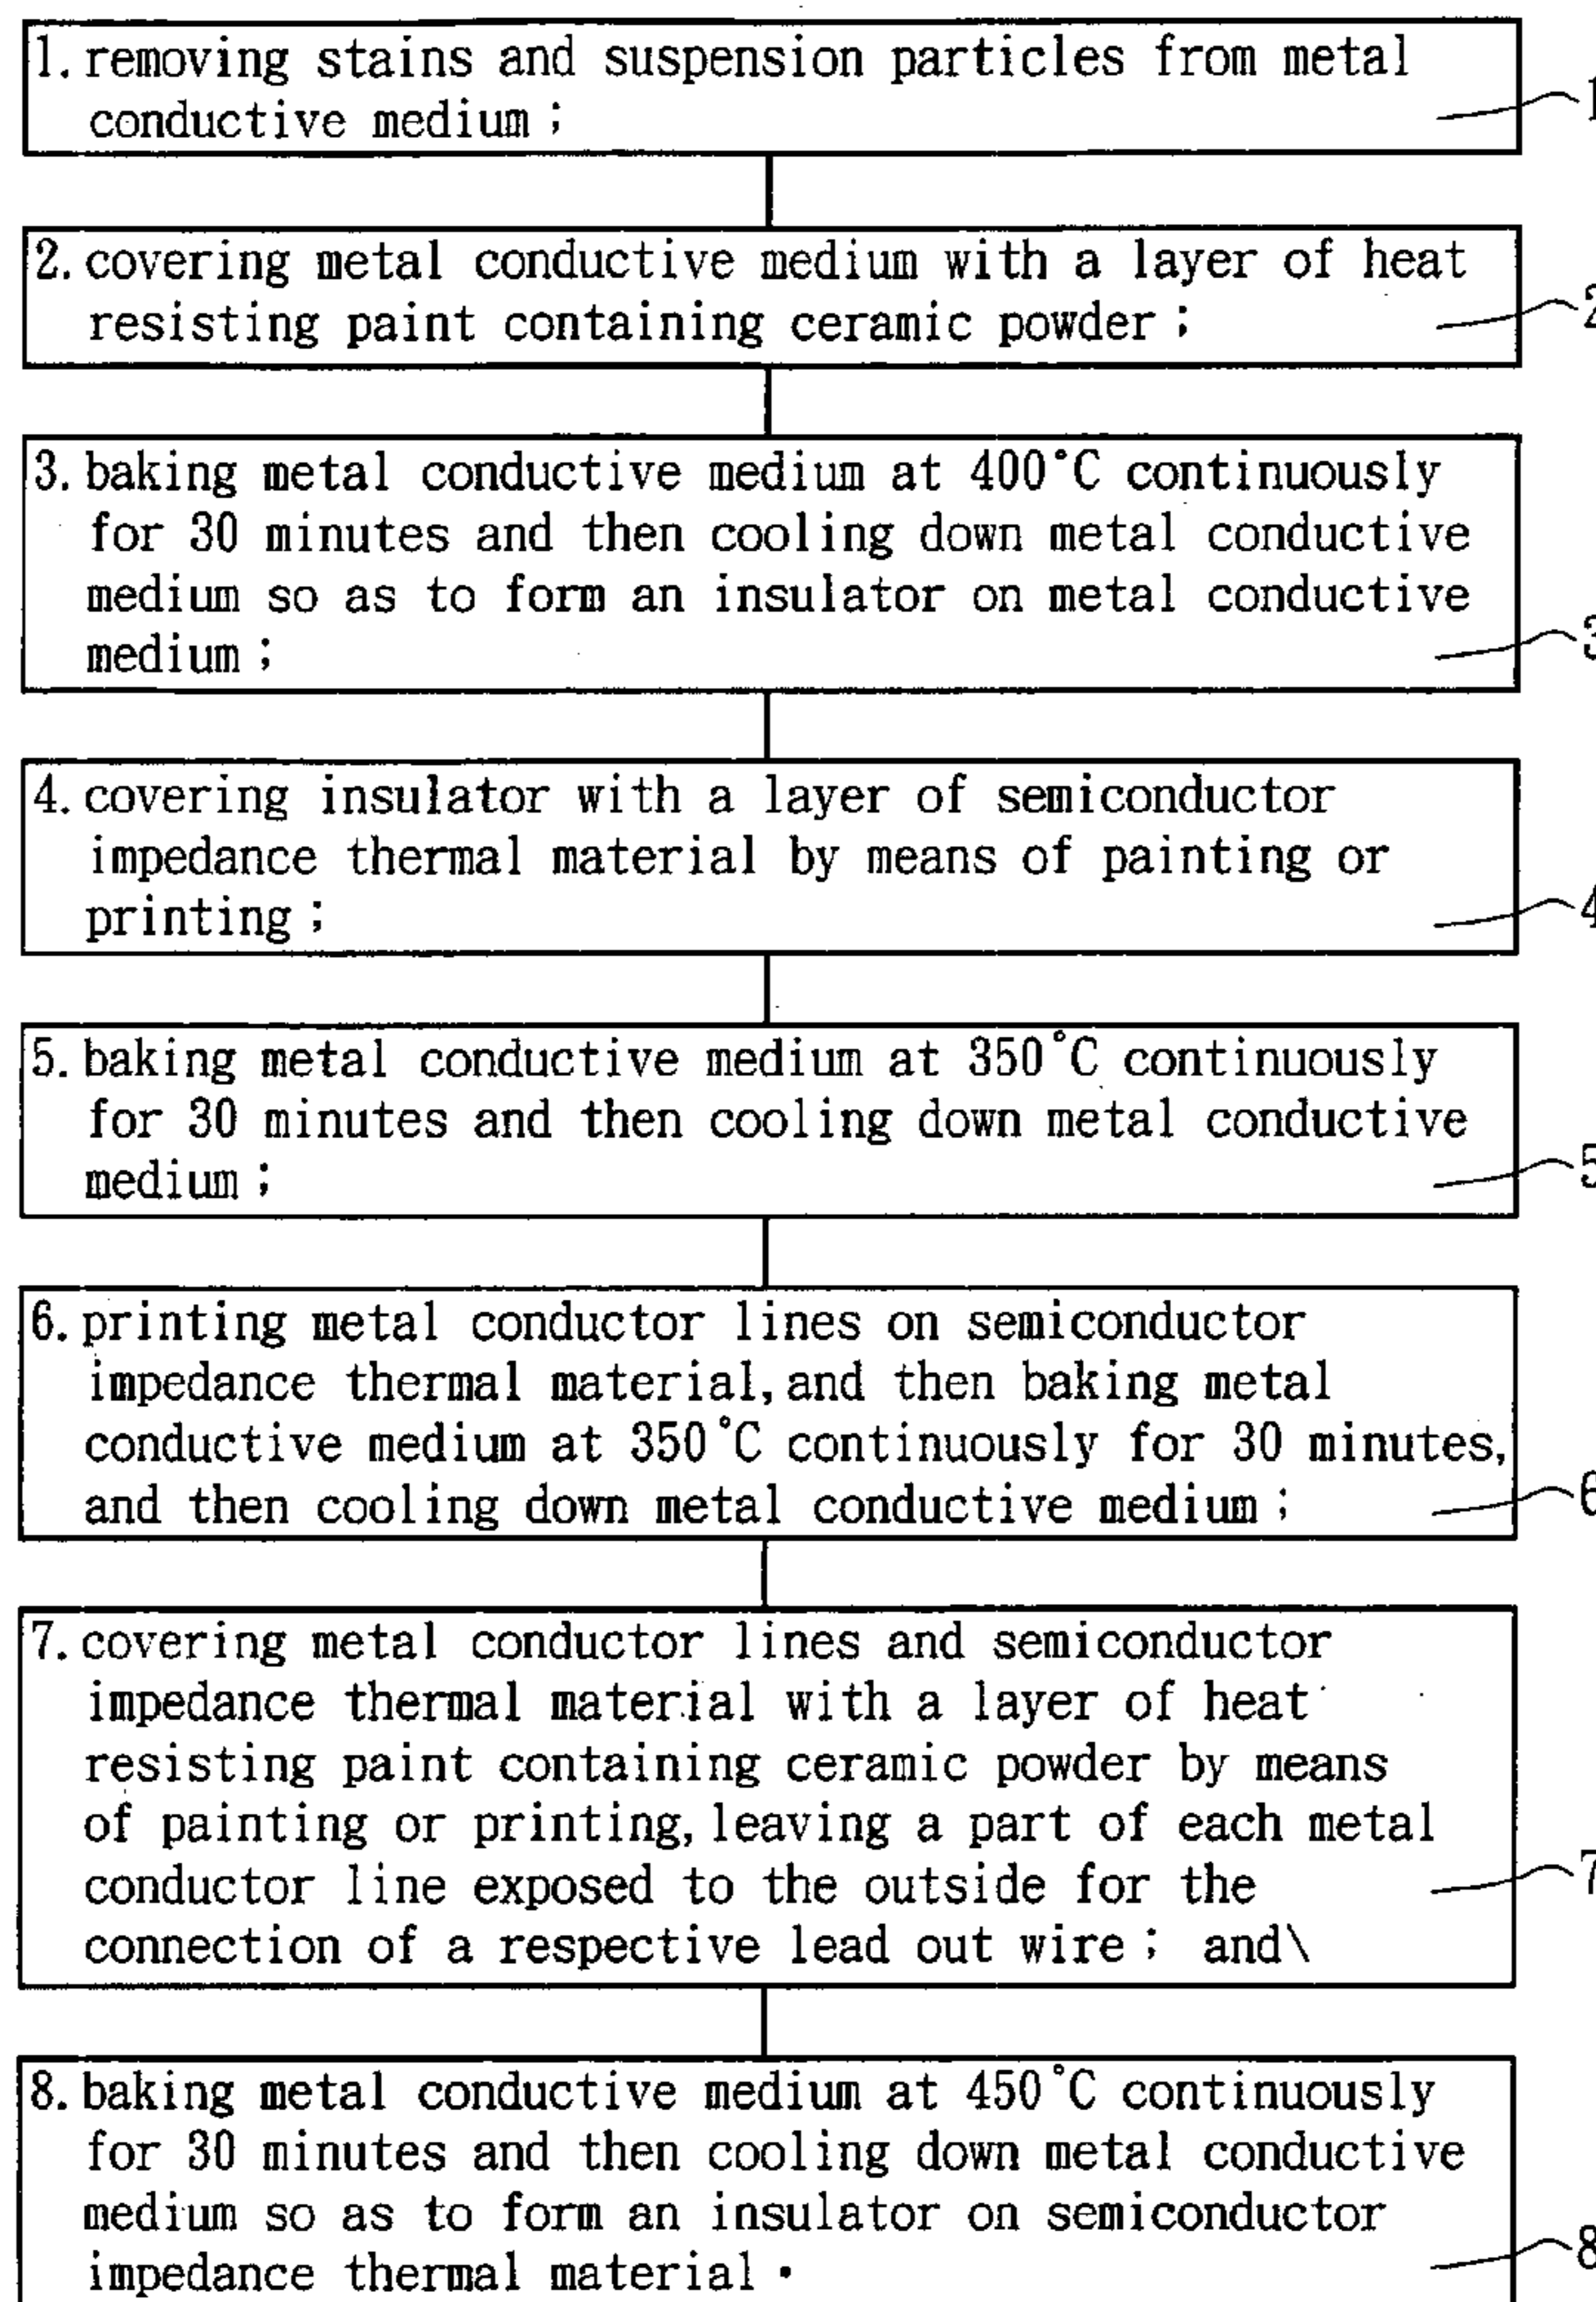 1. removing stains and suspension particles from metal
conductive medium;
1
2. covering metal conductive medium with a layer of heat
resisting paint containing ceramic powder;
2
3. baking metal conductive medium at 400°C continuously
for 30 minutes and then cooling down metal conductive
medium so as to form an insulator on metal conductive
medium;
3
4. covering insulator with a layer of semiconductor
impedance thermal material by means of painting or
printing;
4
5. baking metal conductive medium at 350°C continuously
for 30 minutes and then cooling down metal conductive
medium;
5
6. printing metal conductor lines on semiconductor
impedance thermal material, and then baking metal
conductive medium at 350°C continuously for 30 minutes,
and then cooling down metal conductive medium;
6
7. covering metal conductor lines and semiconductor
impedance thermal material with a layer of heat
resisting paint containing ceramic powder by means
of painting or printing, leaving a part of each metal
conductor line exposed to the outside for the
7
connection of a respective lead out wire; and\
8. baking metal conductive medium at 450°C continuously
for 30 minutes and then cooling down metal conductive
medium so as to form an insulator on semiconductor
impedance thermal material.
8